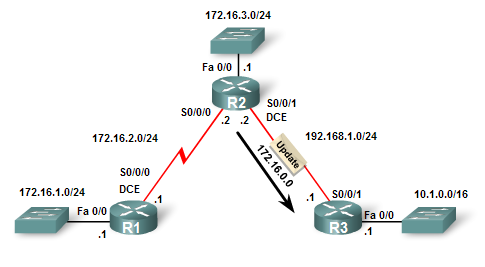 172.16.3.0/24
Fa 0/0
.1
R2
S0/0/0
S0/0/1
DCE
.2
.2
172.16.2.0/24
192.168.1.0/24
Update
172.16.0.0
S0/0/0
DCE
172.16.1.0/24
.1
Fa 0/0
.1
R1
S0/0/1
.1
10.1.0.0/16
Fa 0/0
.1
R3